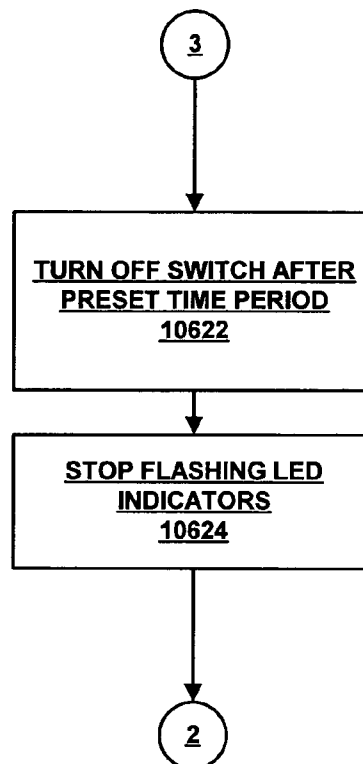 3
TURN OFF SWITCH AFTER
PRESET TIME PERIOD
10622
STOP FLASHING LED
INDICATORS
10624
2